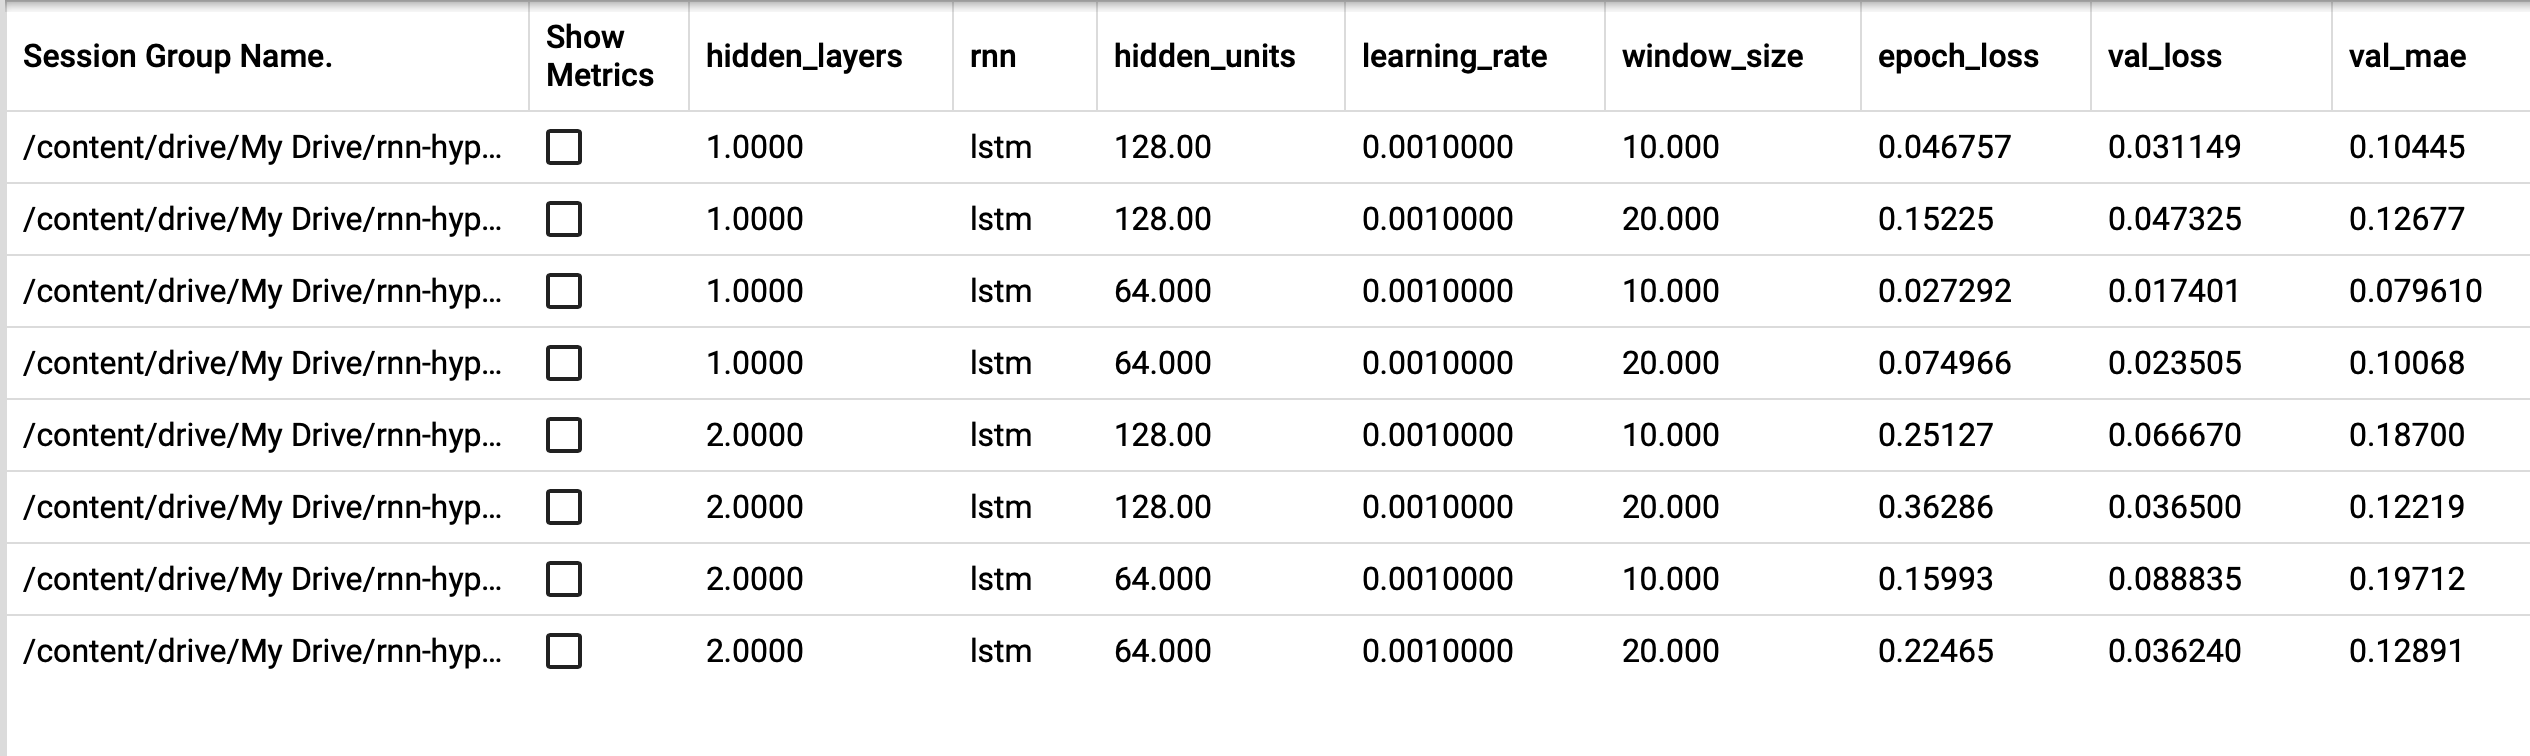 Session Group Name. Show Metrics hidden_layers rnn hidden_units learning_rate window_size epoch_loss val_loss val_mae
/content/drive/My Drive/rnn-hyp... 1.0000 lstm 128.00 0.0010000 10.000 0.046757 0.031149 0.10445
/content/drive/My Drive/rnn-hyp... 1.0000 lstm 128.00 0.0010000 20.000 0.15225 0.047325 0.12677
/content/drive/My Drive/rnn-hyp... 1.0000 lstm 64.000 0.0010000 10.000 0.027292 0.017401 0.079610
/content/drive/My Drive/rnn-hyp... 1.0000 lstm 64.000 0.0010000 20.000 0.074966 0.023505 0.10068
/content/drive/My Drive/rnn-hyp... 2.0000 lstm 128.00 0.0010000 10.000 0.25127 0.066670 0.18700
/content/drive/My Drive/rnn-hyp... 2.0000 lstm 128.00 0.0010000 20.000 0.36286 0.036500 0.12219
/content/drive/My Drive/rnn-hyp... 2.0000 lstm 64.000 0.0010000 10.000 0.15993 0.088835 0.19712
/content/drive/My Drive/rnn-hyp... 2.0000 lstm 64.000 0.0010000 20.000 0.22465 0.036240 0.12891